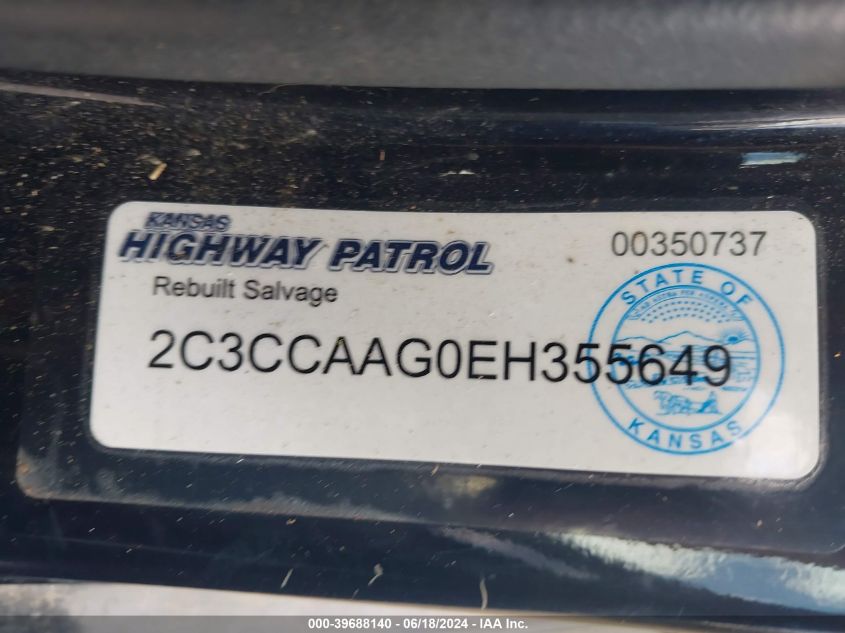 KANSAS
HIGHWAY PATROL
00350737
Rebuilt Salvage
2C3CCAAG0EH355649
STATE OF
KANSAS
000-39688140 - 06/18/2024 - IAA Inc.